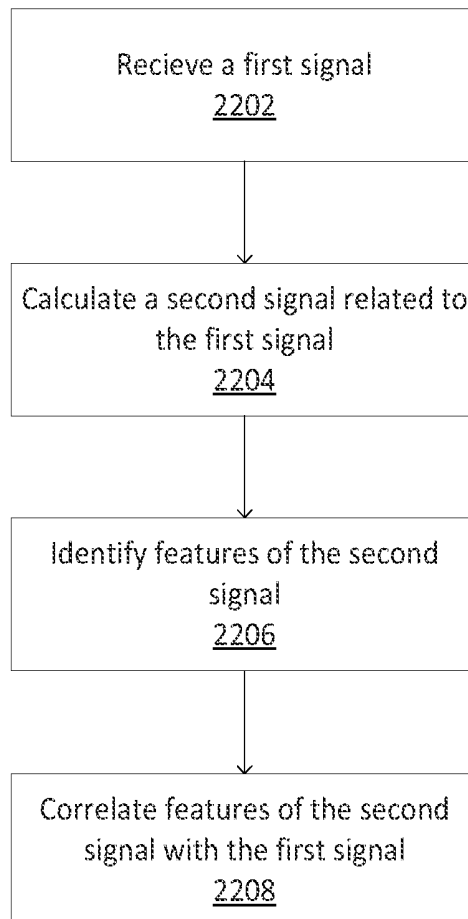 Recieve a first signal
2202
Calculate a second signal related to
the first signal
2204
Identify features of the second
signal
2206
Correlate features of the second
signal with the first signal
2208